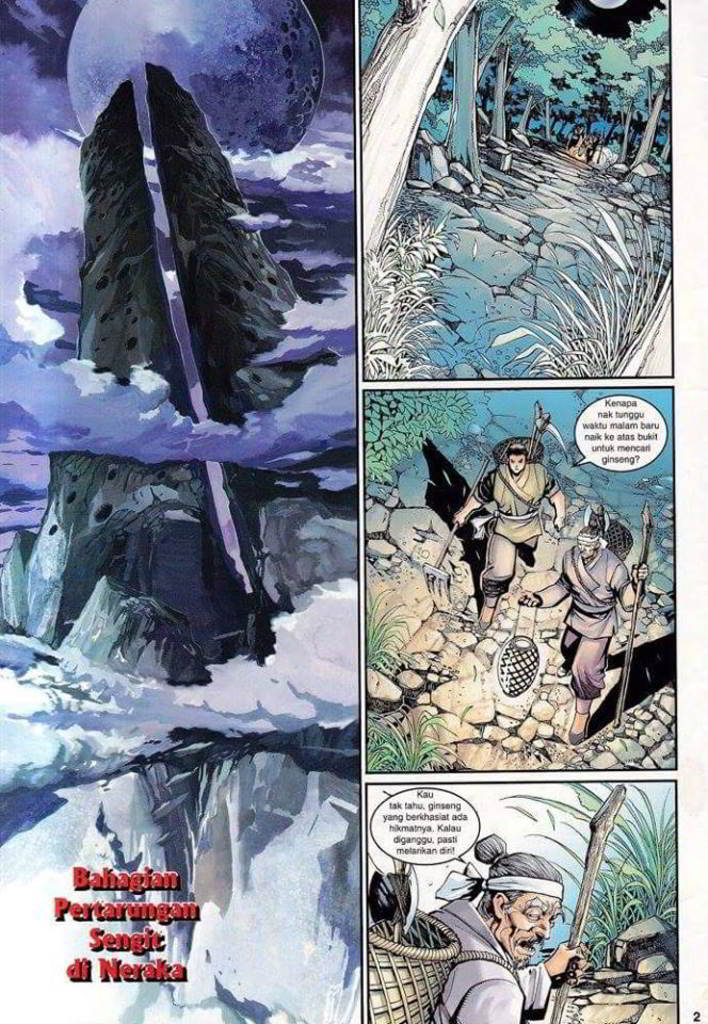 Bahagian
Pertarungan
Sengit
di Neraka
Kenapa
nak tunggu
waktu malam baru
naik ke atas bukit
untuk mencari
ginseng?
Kau
tak tahu, ginseng
yang berkhasiat ada
hikmatnya. Kalau
diganggu, pasti
melarikan diri!
2